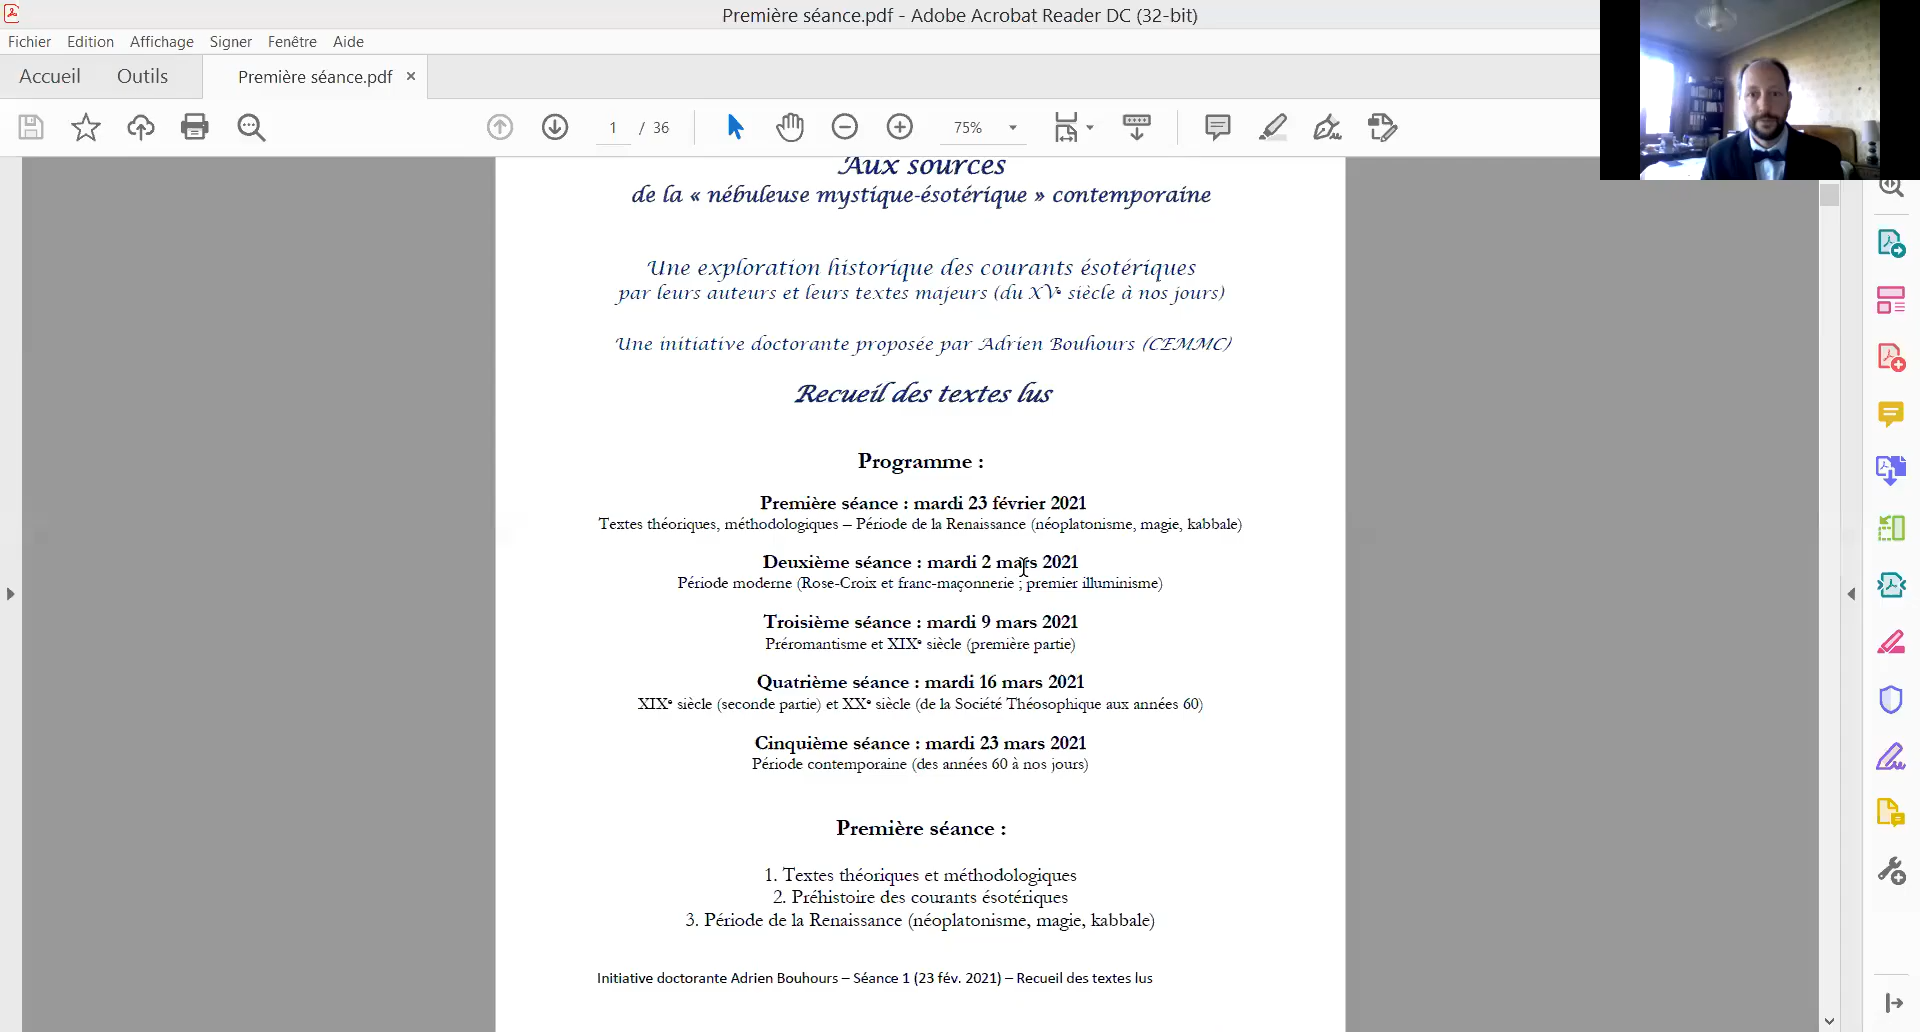 Première séance.pdf - Adobe Acrobat Reader DC (32-bit)
Fichier Edition Affichage Signer Fenêtre Aide
Accueil Outils Première séance.pdf ×
1 / 36 75%
Aux sources
de la « nébuleuse mystique-ésotérique » contemporaine
Une exploration historique des courants ésotériques
par leurs auteurs et leurs textes majeurs (du XVe siècle à nos jours)
Une initiative doctorante proposée par Adrien Bouhours (CEMMC)
Recueil des textes lus
Programme :
Première séance : mardi 23 février 2021
Textes théoriques, méthodologiques – Période de la Renaissance (néoplatonisme, magie, kabbale)
Deuxième séance : mardi 2 mars 2021
Période moderne (Rose-Croix et franc-maçonnerie ; premier illuminisme)
Troisième séance : mardi 9 mars 2021
Préromantisme et XIXe siècle (première partie)
Quatrième séance : mardi 16 mars 2021
XIXe siècle (seconde partie) et XXe siècle (de la Société Théosophique aux années 60)
Cinquième séance : mardi 23 mars 2021
Période contemporaine (des années 60 à nos jours)
Première séance :
1. Textes théoriques et méthodologiques
2. Préhistoire des courants ésotériques
3. Période de la Renaissance (néoplatonisme, magie, kabbale)
Initiative doctorante Adrien Bouhours – Séance 1 (23 fév. 2021) – Recueil des textes lus